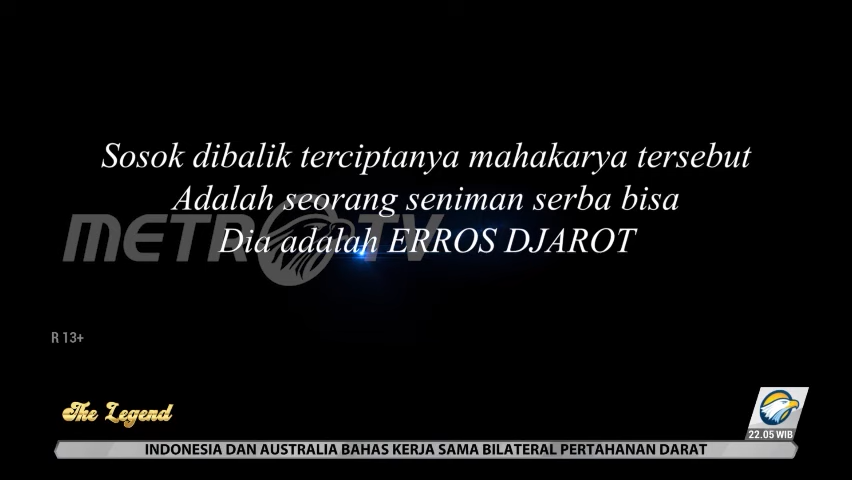 Sosok dibalik terciptanya mahakarya tersebut
Adalah seorang seniman serba bisa
METRO TV
Dia adalah ERROS DJAROT
R 13+
The Legend
22.05 WIB
INDONESIA DAN AUSTRALIA BAHAS KERJA SAMA BILATERAL PERTAHANAN DARAT